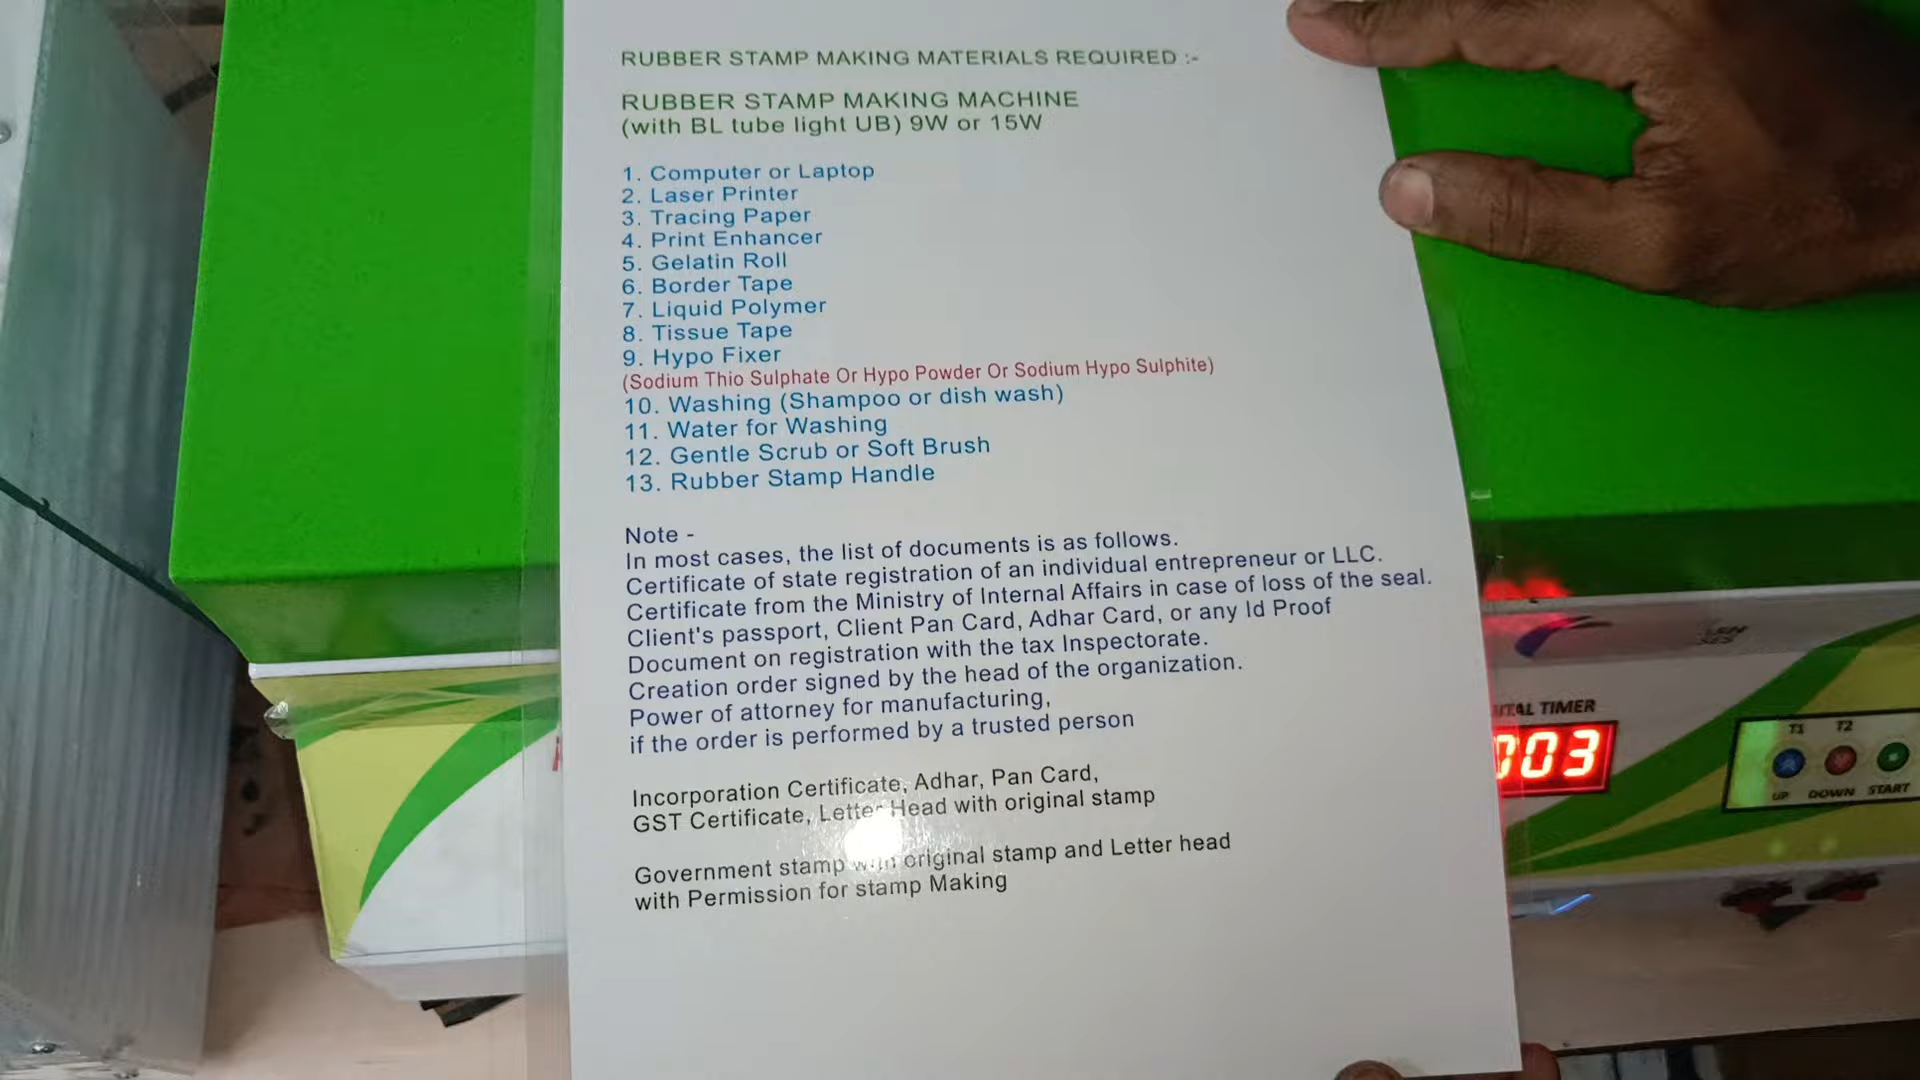 RUBBER STAMP MAKING MATERIALS REQUIRED :-
RUBBER STAMP MAKING MACHINE
(with BL tube light UB) 9W or 15W
1. Computer or Laptop
2. Laser Printer
3. Tracing Paper
4. Print Enhancer
5. Gelatin Roll
6. Border Tape
7. Liquid Polymer
8. Tissue Tape
9. Hypo Fixer
(Sodium Thio Sulphate Or Hypo Powder Or Sodium Hypo Sulphite)
10. Washing (Shampoo or dish wash)
11. Water for Washing
12. Gentle Scrub or Soft Brush
13. Rubber Stamp Handle
Note -
In most cases, the list of documents is as follows.
Certificate of state registration of an individual entrepreneur or LLC.
Certificate from the Ministry of Internal Affairs in case of loss of the seal.
Client's passport, Client Pan Card, Adhar Card, or any Id Proof
Document on registration with the tax Inspectorate.
Creation order signed by the head of the organization.
Power of attorney for manufacturing,
if the order is performed by a trusted person
Incorporation Certificate, Adhar, Pan Card,
GST Certificate, Letter Head with original stamp
Government stamp with original stamp and Letter head
with Permission for stamp Making
TIMER
003
T1 T2
UP DOWN START